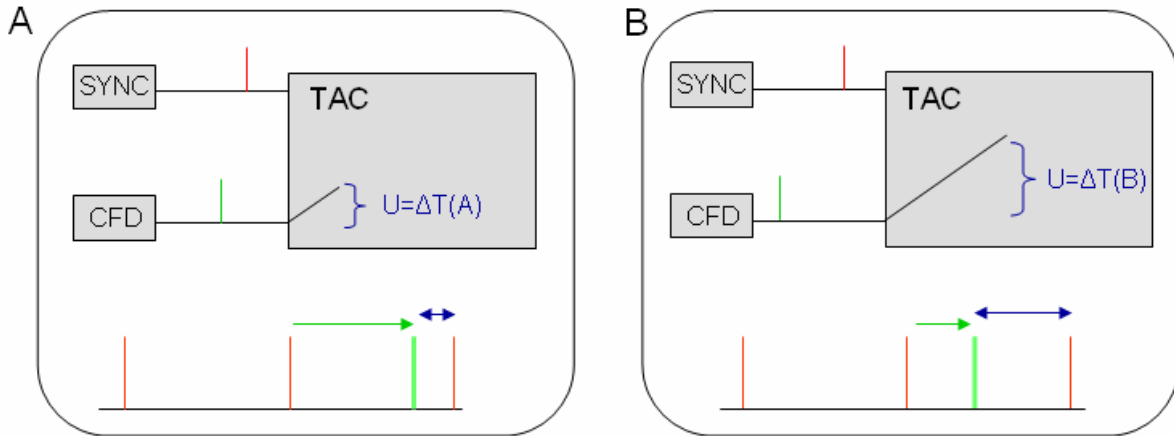 A
SYNC
TAC
CFD
U=ΔT(A)
B
SYNC
TAC
CFD
U=ΔT(B)